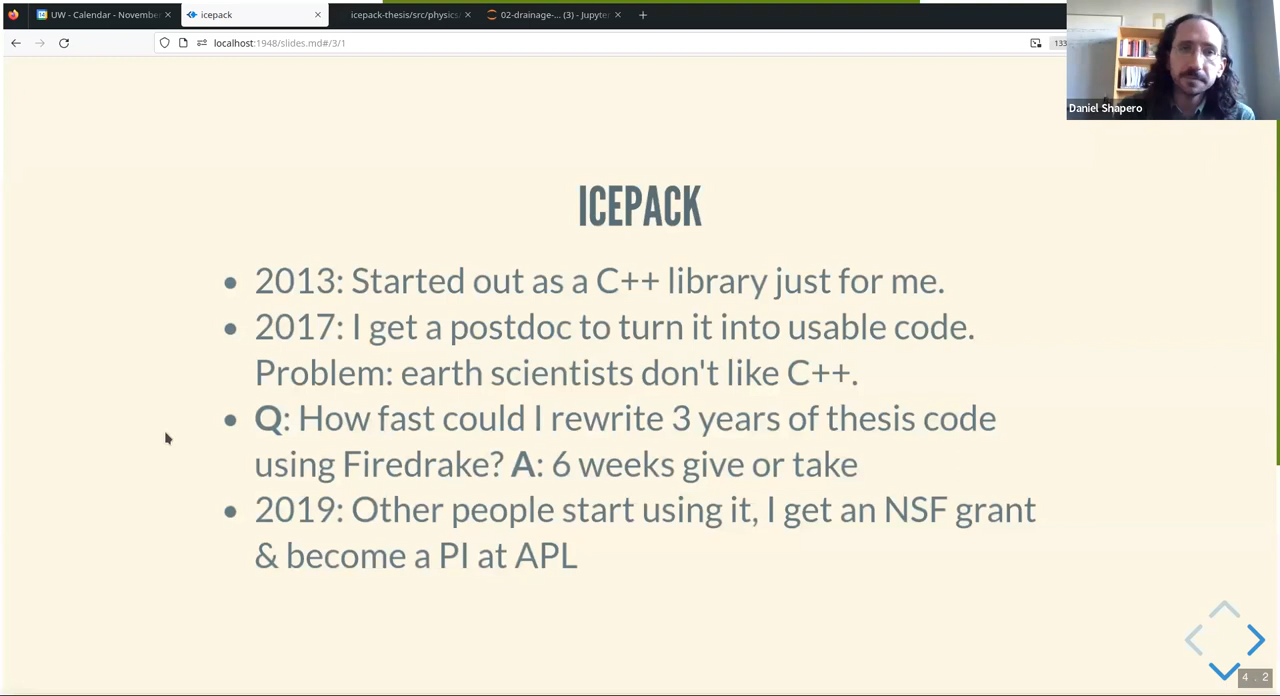 UW - Calendar - Novembe
icepack
icepack-thesis/src/physics/
02-drainage-... (3) - Jupyter
localhost:1948/slides.md#/3/1
133
Daniel Shapero
ICEPACK
2013: Started out as a C++ library just for me.
2017: I get a postdoc to turn it into usable code.
Problem: earth scientists don't like C++.
Q: How fast could I rewrite 3 years of thesis code
using Firedrake? A: 6 weeks give or take
2019: Other people start using it, I get an NSF grant
& become a PI at APL
4 . 2